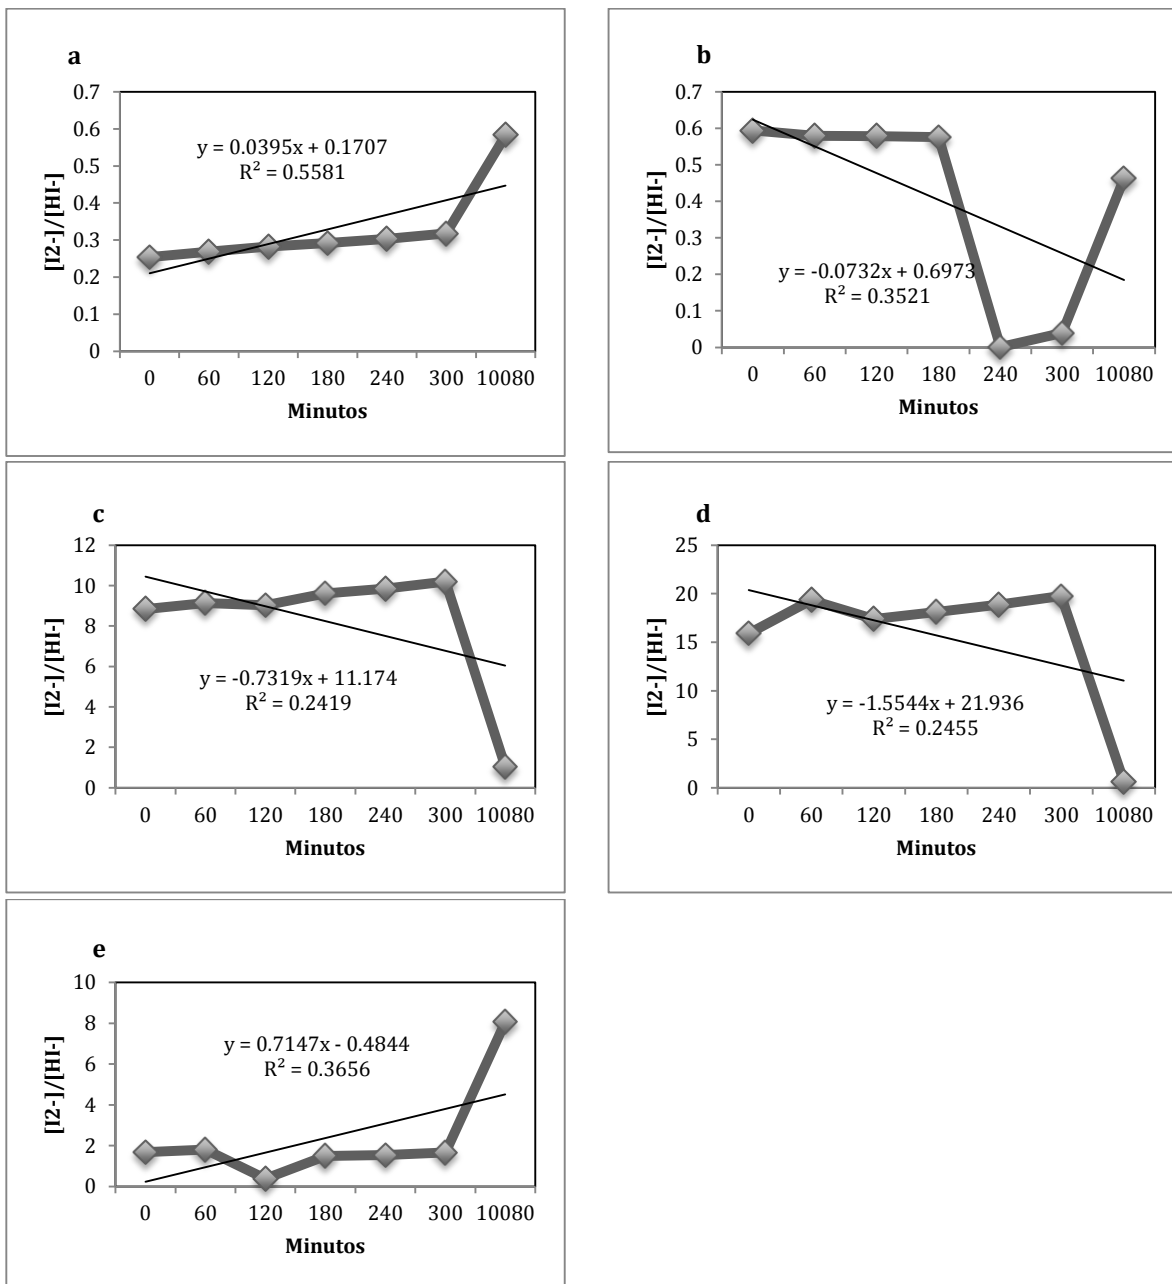 a
0.7
0.6
0.5
0.4
0.3
0.2
0.1
0
[I2-]/[HI-]
y = 0.0395x + 0.1707
R² = 0.5581
0 60 120 180 240 300 10080
Minutos
b
0.7
0.6
0.5
0.4
0.3
0.2
0.1
0
[I2-]/[HI-]
y = -0.0732x + 0.6973
R² = 0.3521
0 60 120 180 240 300 10080
Minutos
c
12
10
8
6
4
2
0
[I2-]/[HI-]
y = -0.7319x + 11.174
R² = 0.2419
0 60 120 180 240 300 10080
Minutos
d
25
20
15
10
5
0
[I2-]/[HI-]
y = -1.5544x + 21.936
R² = 0.2455
0 60 120 180 240 300 10080
Minutos
e
10
8
6
4
2
0
[I2-]/[HI-]
y = 0.7147x - 0.4844
R² = 0.3656
0 60 120 180 240 300 10080
Minutos